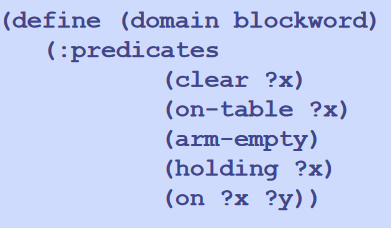 (define (domain blockword)
(:predicates
(clear ?x)
(on-table ?x)
(arm-empty)
(holding ?x)
(on ?x ?y))